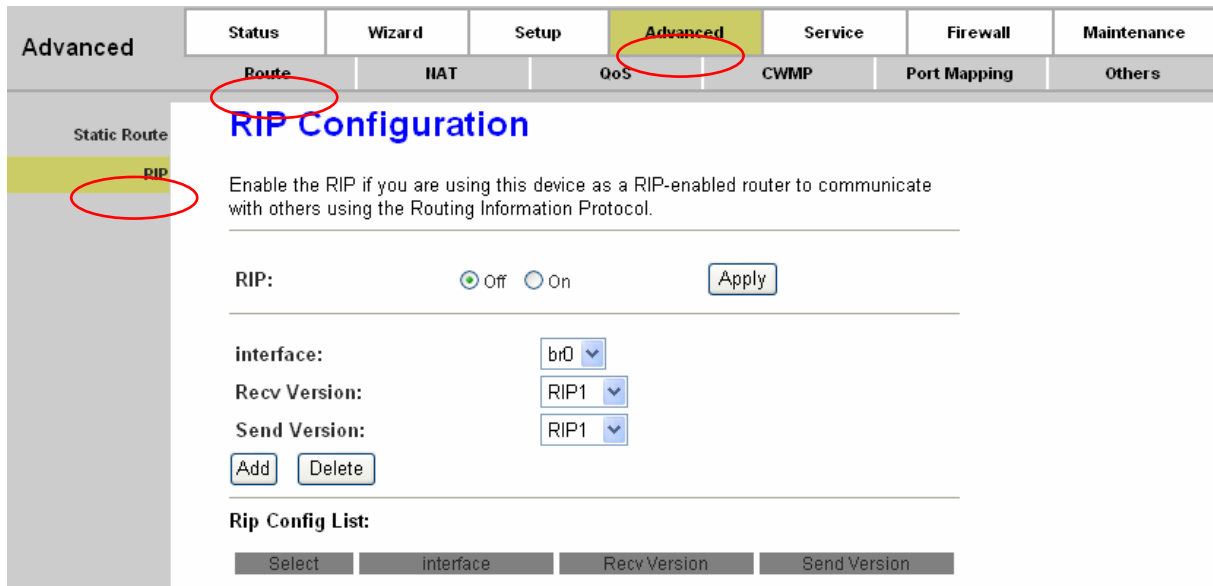 Advanced
Status Wizard Setup Advanced Service Firewall Maintenance
Route NAT QoS CWMP Port Mapping Others
Static Route
RIP
RIP Configuration
Enable the RIP if you are using this device as a RIP-enabled router to communicate
with others using the Routing Information Protocol.
RIP: Off On Apply
interface: br0
Recv Version: RIP1
Send Version: RIP1
Add Delete
Rip Config List:
Select interface Recv Version Send Version